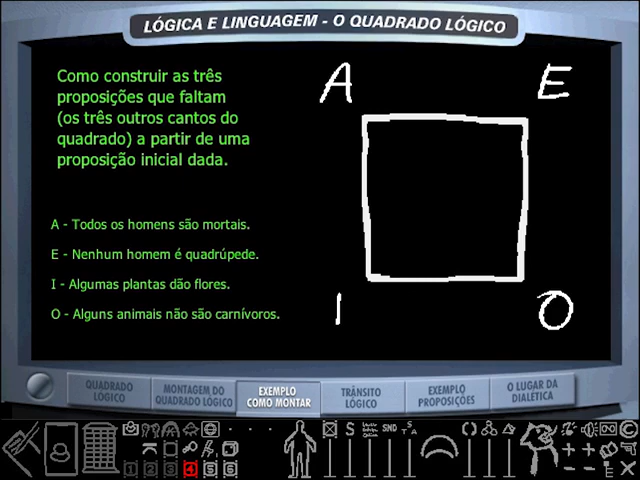 LÓGICA E LINGUAGEM - O QUADRADO LÓGICO
Como construir as três
proposições que faltam
(os três outros cantos do
quadrado) a partir de uma
proposição inicial dada.
A - Todos os homens são mortais.
E - Nenhum homem é quadrúpede.
I - Algumas plantas dão flores.
O - Alguns animais não são carnívoros.
A E
I O
QUADRADO
LÓGICO
MONTAGEM DO
QUADRADO LÓGICO
EXEMPLO
COMO MONTAR
TRÂNSITO
LÓGICO
EXEMPLO
PROPOSIÇÕES
O LUGAR DA
DIALÉTICA
S SND
1 2 3 4 5 6